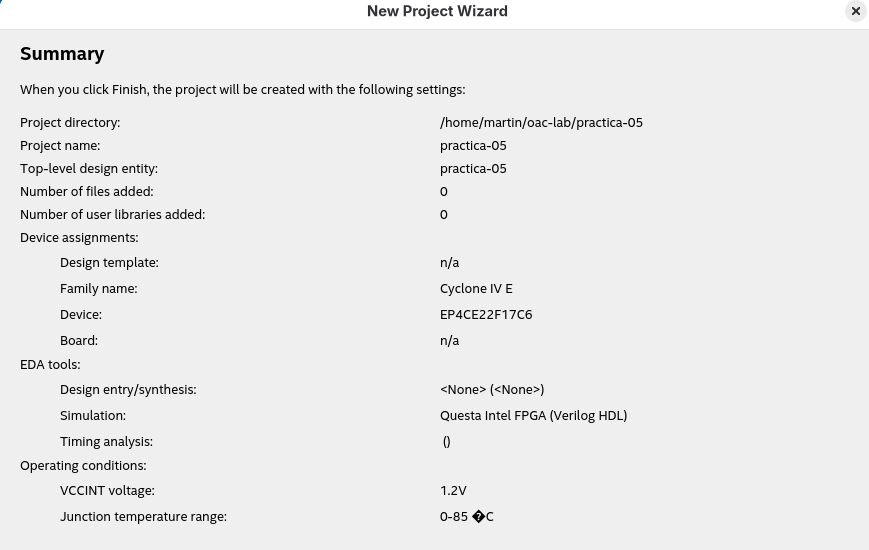 New Project Wizard
Summary
When you click Finish, the project will be created with the following settings:
Project directory: /home/martin/oac-lab/practica-05
Project name: practica-05
Top-level design entity: practica-05
Number of files added: 0
Number of user libraries added: 0
Device assignments:
Design template: n/a
Family name: Cyclone IV E
Device: EP4CE22F17C6
Board: n/a
EDA tools:
Design entry/synthesis: <None> (<None>)
Simulation: Questa Intel FPGA (Verilog HDL)
Timing analysis: ()
Operating conditions:
VCCINT voltage: 1.2V
Junction temperature range: 0-85 �C